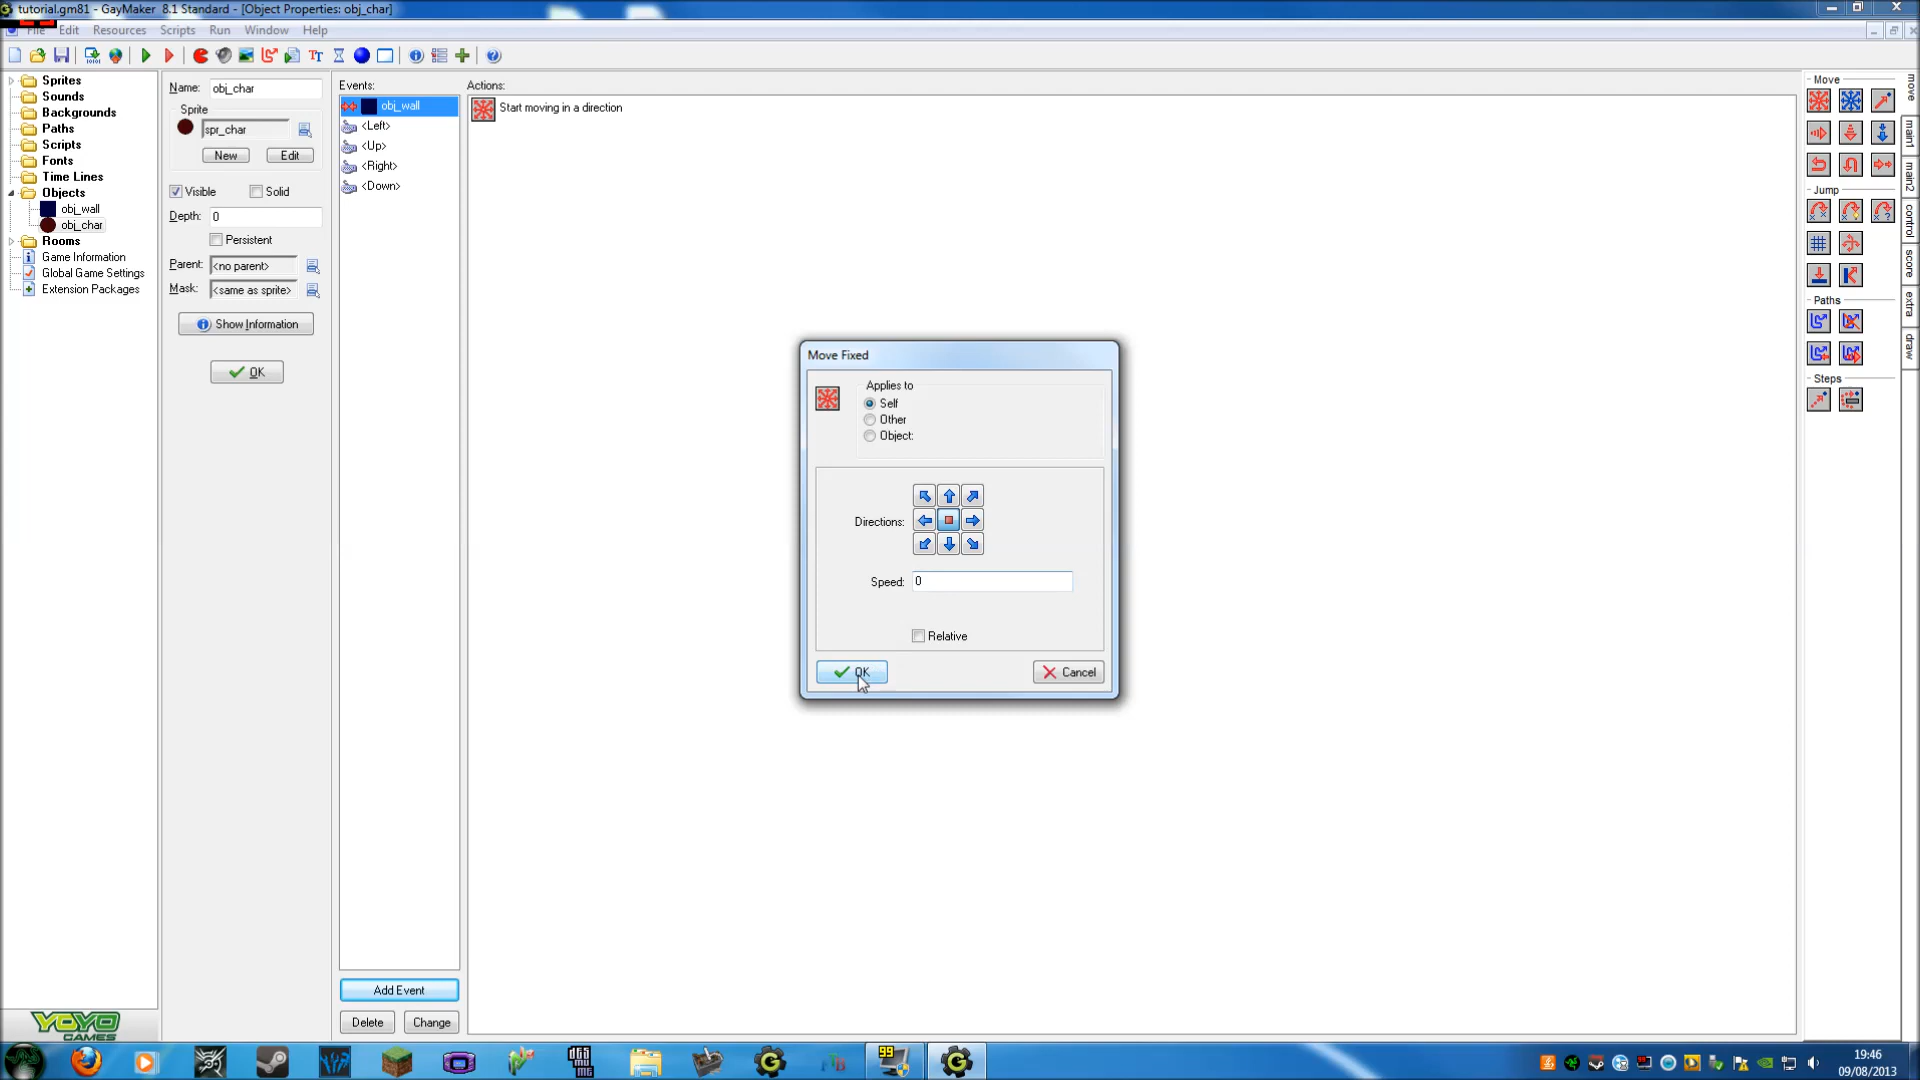 tutorial.gm81 - GayMaker 8.1 Standard - [Object Properties: obj_char]
File Edit Resources Scripts Run Window Help
Sprites
Sounds
Backgrounds
Paths
Scripts
Fonts
Time Lines
Objects
obj_wall
obj_char
Rooms
Game Information
Global Game Settings
Extension Packages
YOYO
GAMES
Name: obj_char
Sprite
spr_char
New Edit
Visible Solid
Depth: 0
Persistent
Parent: <no parent>
Mask: <same as sprite>
Show Information
OK
Events:
obj_wall
<Left>
<Up>
<Right>
<Down>
Add Event
Delete Change
Actions:
Start moving in a direction
Move Fixed
Applies to
Self
Other
Object:
Directions:
Speed: 0
Relative
OK Cancel
Move
Jump
Paths
Steps
move
main1
main2
control
score
extra
draw
99
19:46
09/08/2013